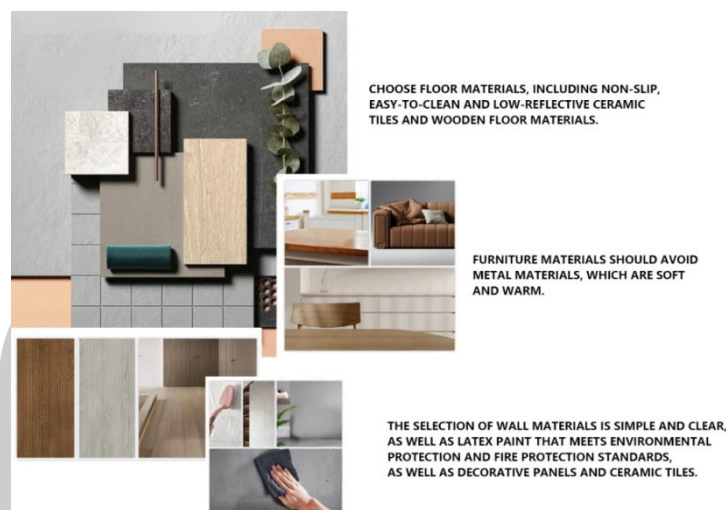 CHOOSE FLOOR MATERIALS, INCLUDING NON-SLIP,
EASY-TO-CLEAN AND LOW-REFLECTIVE CERAMIC
TILES AND WOODEN FLOOR MATERIALS.
FURNITURE MATERIALS SHOULD AVOID
METAL MATERIALS, WHICH ARE SOFT
AND WARM.
THE SELECTION OF WALL MATERIALS IS SIMPLE AND CLEAR,
AS WELL AS LATEX PAINT THAT MEETS ENVIRONMENTAL
PROTECTION AND FIRE PROTECTION STANDARDS,
AS WELL AS DECORATIVE PANELS AND CERAMIC TILES.